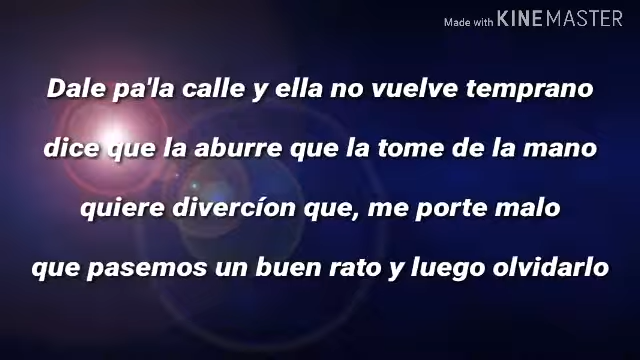 Made with KINEMASTER
Dale pa'la calle y ella no vuelve temprano
dice que la aburre que la tome de la mano
quiere divercíon que, me porte malo
que pasemos un buen rato y luego olvidarlo